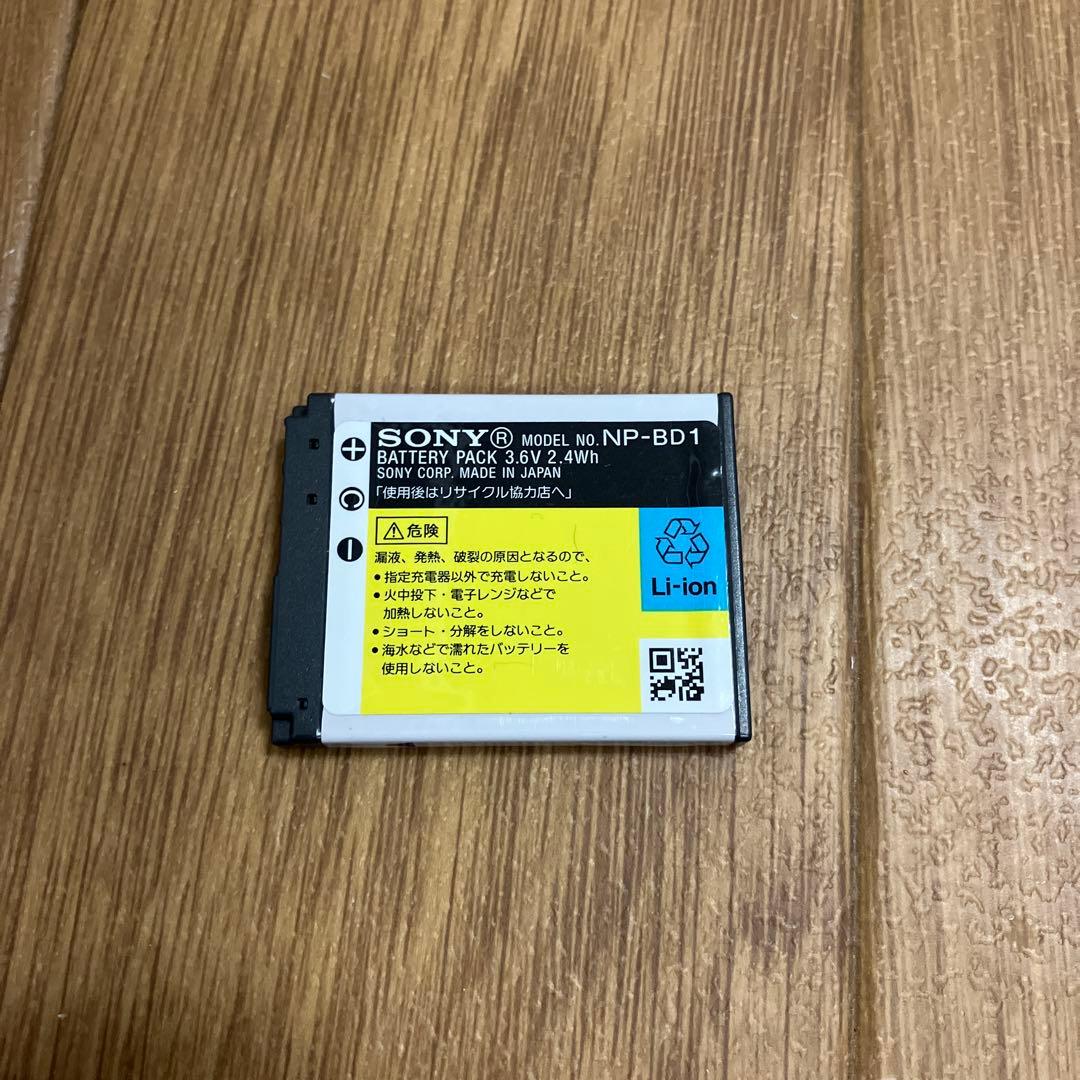 SONY® MODEL NO. NP-BD1
BATTERY PACK 3.6V 2.4Wh
SONY CORP. MADE IN JAPAN
「使用後はリサイクル協力店へ」
⚠危険
漏液、発熱、破裂の原因となるので、
•指定充電器以外で充電しないこと。
•火中投下・電子レンジなどで
加熱しないこと。
•ショート・分解をしないこと。
•海水などで濡れたバッテリーを
使用しないこと。
Li-ion